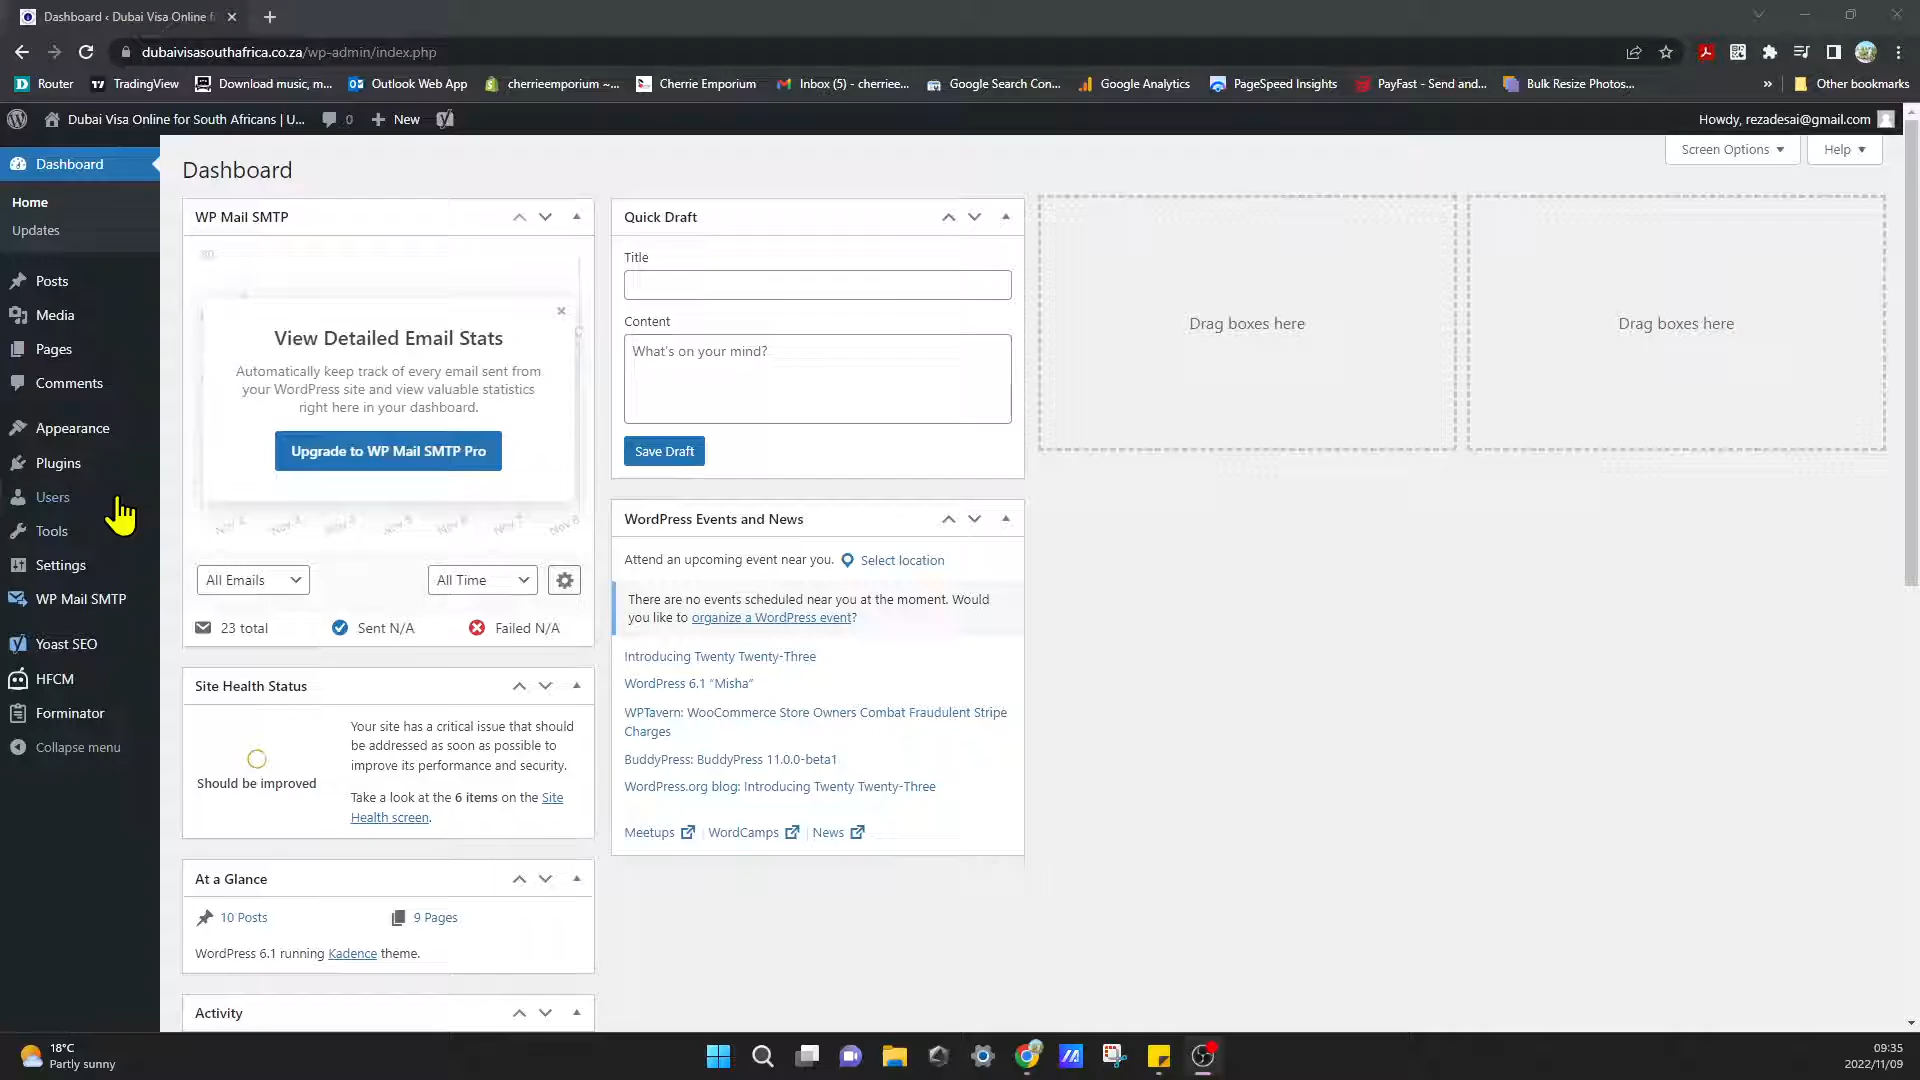 Dashboard ‹ Dubai Visa Online f
dubaivisasouthafrica.co.za/wp-admin/index.php
Router
TradingView
Download music, m...
Outlook Web App
cherrieemporium ~...
Cherrie Emporium
Inbox (5) - cherriee...
Google Search Con...
Google Analytics
PageSpeed Insights
PayFast - Send and...
Bulk Resize Photos...
»
Other bookmarks
Dubai Visa Online for South Africans | U...
0
New
Howdy, rezadesai@gmail.com
Dashboard
Home
Updates
Posts
Media
Pages
Comments
Appearance
Plugins
Users
Tools
Settings
WP Mail SMTP
Yoast SEO
HFCM
Forminator
Collapse menu
Screen Options
Help
Dashboard
WP Mail SMTP
View Detailed Email Stats
Automatically keep track of every email sent from
your WordPress site and view valuable statistics
right here in your dashboard.
Upgrade to WP Mail SMTP Pro
All Emails
All Time
23 total
Sent N/A
Failed N/A
Site Health Status
Should be improved
Your site has a critical issue that should
be addressed as soon as possible to
improve its performance and security.
Take a look at the 6 items on the Site
Health screen.
At a Glance
10 Posts
9 Pages
WordPress 6.1 running Kadence theme.
Activity
Quick Draft
Title
Content
What's on your mind?
Save Draft
WordPress Events and News
Attend an upcoming event near you.
Select location
There are no events scheduled near you at the moment. Would
you like to organize a WordPress event?
Introducing Twenty Twenty-Three
WordPress 6.1 “Misha”
WPTavern: WooCommerce Store Owners Combat Fraudulent Stripe
Charges
BuddyPress: BuddyPress 11.0.0-beta1
WordPress.org blog: Introducing Twenty Twenty-Three
Meetups | WordCamps | News
Drag boxes here
Drag boxes here
18°C
Partly sunny
09:35
2022/11/09